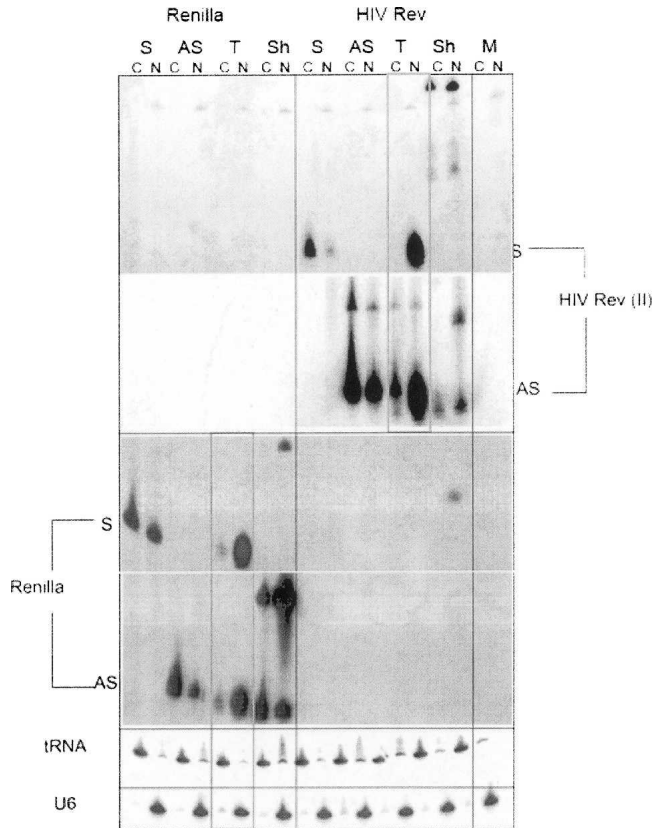 Renilla HIV Rev
S AS T Sh S AS T Sh M
C N C N C N C N C N C N C N C N C N
S
HIV Rev (II)
AS
S
Renilla
AS
tRNA
U6